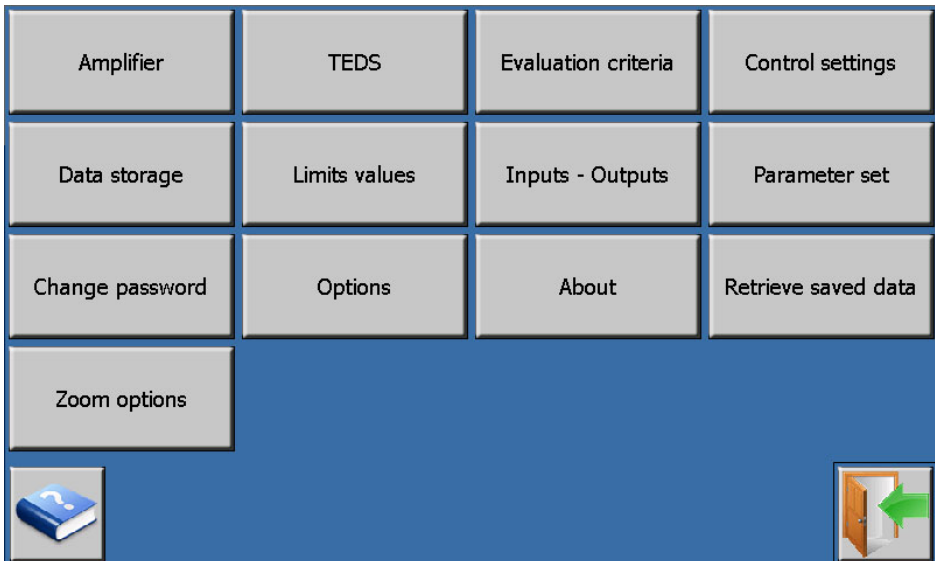 Amplifier
TEDS
Evaluation criteria
Control settings
Data storage
Limits values
Inputs - Outputs
Parameter set
Change password
Options
About
Retrieve saved data
Zoom options
?